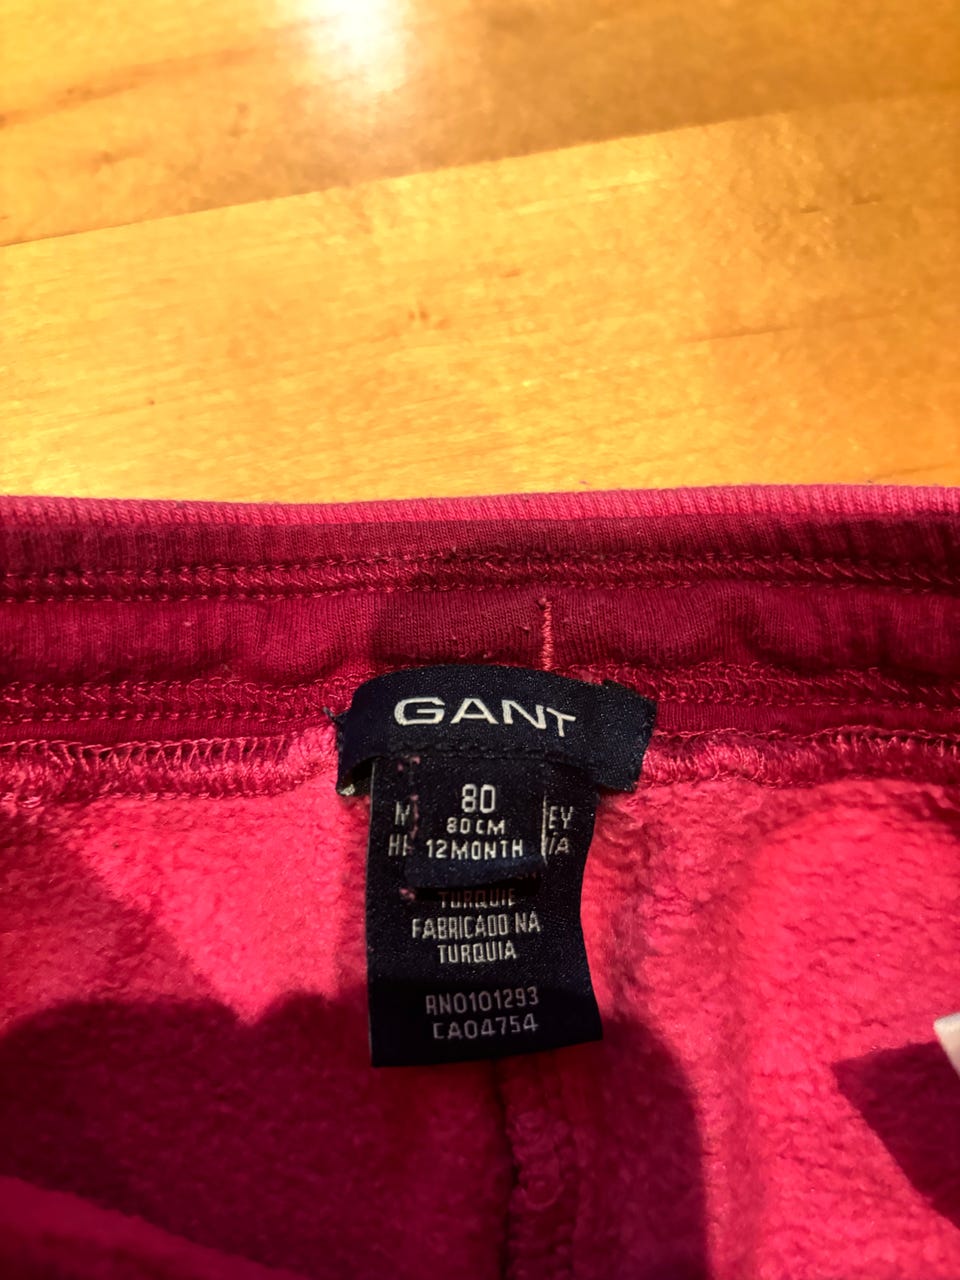 GANT
80
80 CM
12 MONTH
TURQUIE
FABRICADO NA
TURQUIA
RN0101293
CA04754